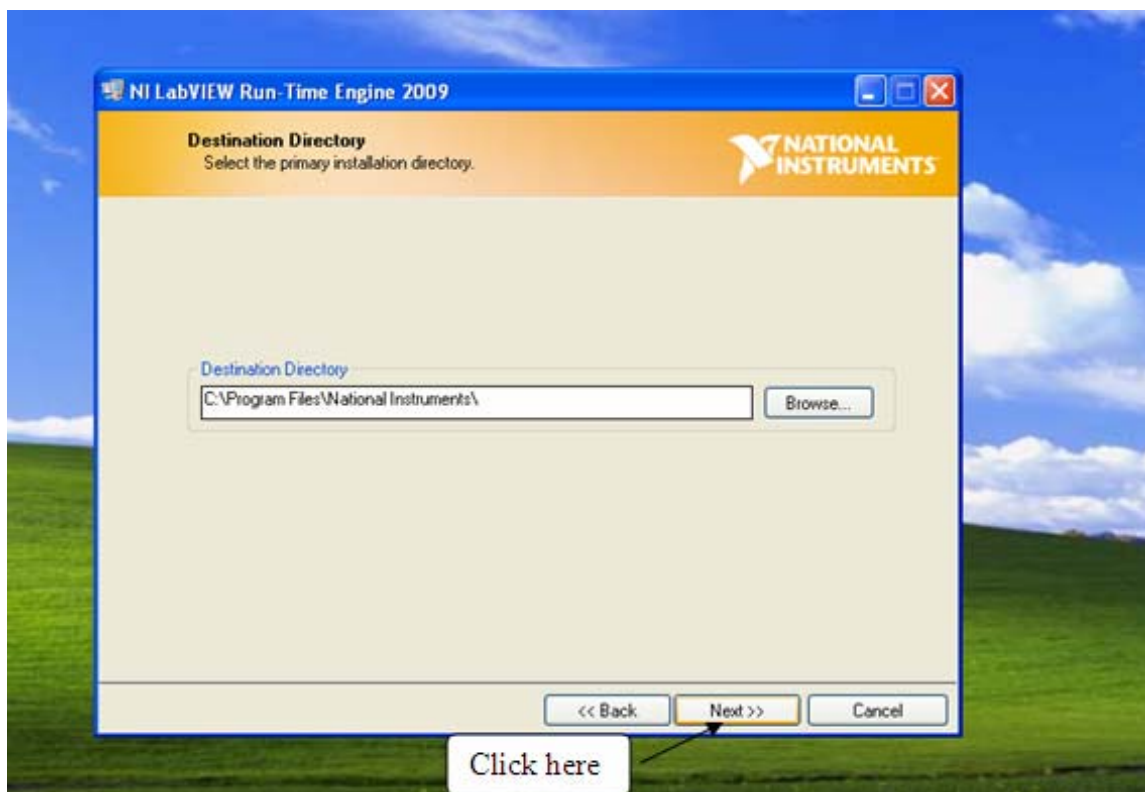 NI LabVIEW Run-Time Engine 2009
Destination Directory
Select the primary installation directory.
NATIONAL
INSTRUMENTS
Destination Directory
C:\Program Files\National Instruments\
Browse...
<< Back
Next >>
Cancel
Click here